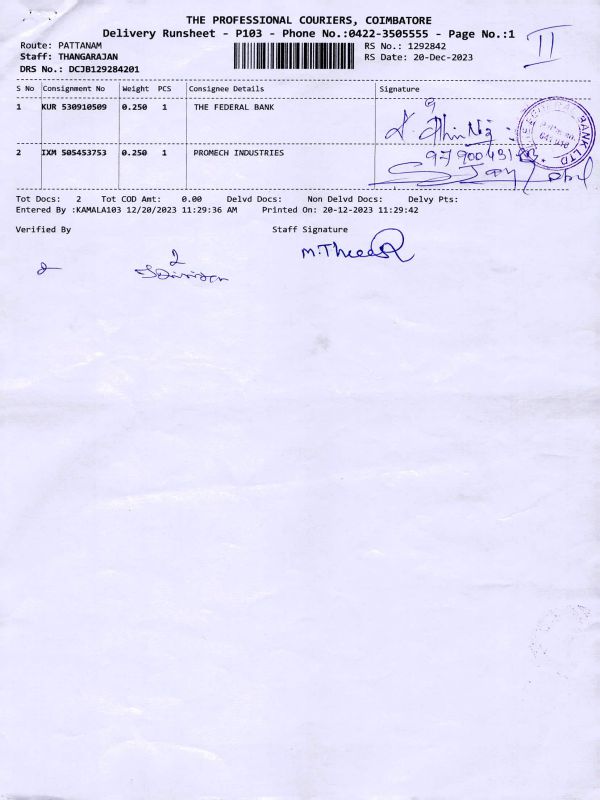 THE PROFESSIONAL COURIERS, COIMBATORE
Delivery Runsheet - P103 - Phone No.:0422-3505555 - Page No.:1
II
Route: PATTANAM
RS No.: 1292842
Staff: THANGARAJAN
RS Date: 20-Dec-2023
DRS No.: DCJB129284201
S No Consignment No Weight PCS Consignee Details Signature
1 KUR 530910509 0.250 1 THE FEDERAL BANK
2 IXM 505453753 0.250 1 PROMECH INDUSTRIES
Tot Docs: 2 Tot COD Amt: 0.00 Delvd Docs: Non Delvd Docs: Delvy Pts:
Entered By :KAMALA103 12/20/2023 11:29:36 AM Printed On: 20-12-2023 11:29:42
Verified By Staff Signature
2